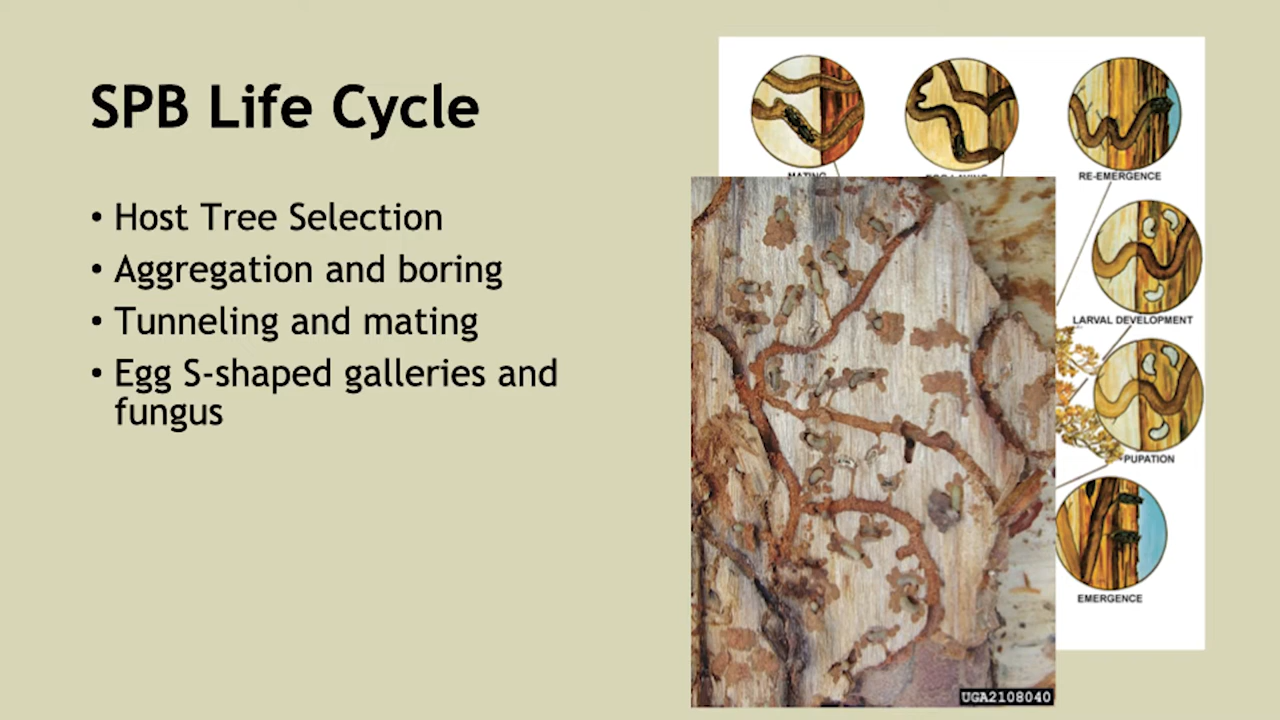 SPB Life Cycle
• Host Tree Selection
• Aggregation and boring
• Tunneling and mating
• Egg S-shaped galleries and
fungus
MATING
RE-EMERGENCE
LARVAL DEVELOPMENT
PUPATION
EMERGENCE
UGA2108040